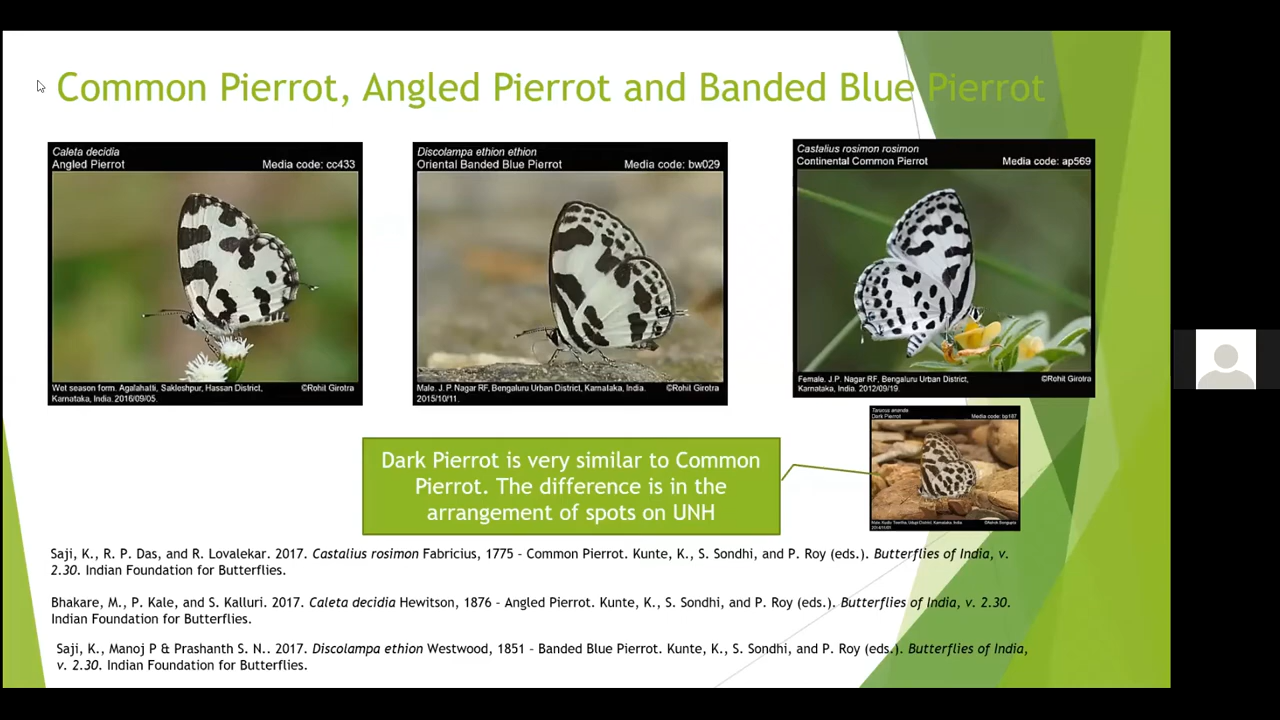 Common Pierrot, Angled Pierrot and Banded Blue Pierrot
Caleta decidia
Angled Pierrot Media code: cc433
Wet season form. Agalahatti, Sakleshpur, Hassan District, ©Rohit Girotra
Karnataka, India. 2016/09/05.
Discolampa ethion ethion
Oriental Banded Blue Pierrot Media code: bw029
Male. J.P. Nagar RF, Bengaluru Urban District, Karnataka, India. ©Rohit Girotra
2015/10/11.
Castalius rosimon rosimon
Continental Common Pierrot Media code: ap569
Female. J.P. Nagar RF, Bengaluru Urban District, ©Rohit Girotra
Karnataka, India. 2012/09/19.
Tarucus ananda
Dark Pierrot Media code: bp187
Dark Pierrot is very similar to Common
Pierrot. The difference is in the
arrangement of spots on UNH
Saji, K., R. P. Das, and R. Lovalekar. 2017. Castalius rosimon Fabricius, 1775 – Common Pierrot. Kunte, K., S. Sondhi, and P. Roy (eds.). Butterflies of India, v.
2.30. Indian Foundation for Butterflies.
Bhakare, M., P. Kale, and S. Kalluri. 2017. Caleta decidia Hewitson, 1876 – Angled Pierrot. Kunte, K., S. Sondhi, and P. Roy (eds.). Butterflies of India, v. 2.30.
Indian Foundation for Butterflies.
Saji, K., Manoj P & Prashanth S. N.. 2017. Discolampa ethion Westwood, 1851 – Banded Blue Pierrot. Kunte, K., S. Sondhi, and P. Roy (eds.). Butterflies of India,
v. 2.30. Indian Foundation for Butterflies.